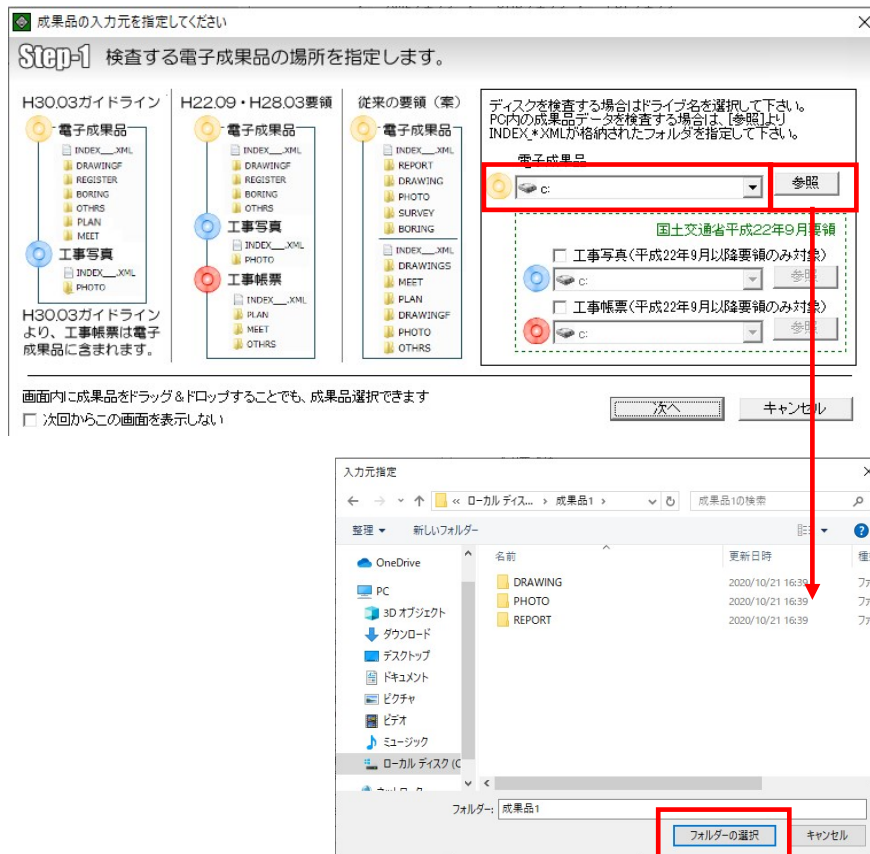 成果品の入力元を指定してください
Step-1 検査する電子成果品の場所を指定します。
H30.03ガイドライン
電子成果品
INDEX__.XML
DRAWINGF
REGISTER
BORING
OTHRS
PLAN
MEET
工事写真
INDEX__.XML
PHOTO
H30.03ガイドライン
より、工事帳票は電子
成果品に含まれます。
H22.09・H28.03要領
電子成果品
INDEX__.XML
DRAWINGF
REGISTER
BORING
OTHRS
工事写真
INDEX__.XML
PHOTO
工事帳票
INDEX__.XML
PLAN
MEET
OTHRS
従来の要領（案）
電子成果品
INDEX__.XML
REPORT
DRAWING
PHOTO
SURVEY
BORING
INDEX__.XML
DRAWINGS
MEET
PLAN
DRAWINGF
PHOTO
OTHRS
ディスクを検査する場合はドライブ名を選択して下さい。
PC内の成果品データを検査する場合は、[参照]より
INDEX_*.XMLが格納されたフォルダを指定して下さい。
電子成果品
c:
参照
国土交通省平成22年9月要領
工事写真(平成22年9月以降要領のみ対象)
c:
参照
工事帳票(平成22年9月以降要領のみ対象)
c:
参照
画面内に成果品をドラッグ＆ドロップすることでも、成果品選択できます
次回からこの画面を表示しない
次へ
キャンセル
入力元指定
« ローカル ディス... › 成果品1 ›
成果品1の検索
整理
新しいフォルダー
名前
更新日時
種
OneDrive
PC
3D オブジェクト
ダウンロード
デスクトップ
ドキュメント
ピクチャ
ビデオ
ミュージック
ローカル ディスク (C
DRAWING
2020/10/21 16:39
ファ
PHOTO
2020/10/21 16:39
ファ
REPORT
2020/10/21 16:39
ファ
フォルダー:
成果品1
フォルダーの選択
キャンセル